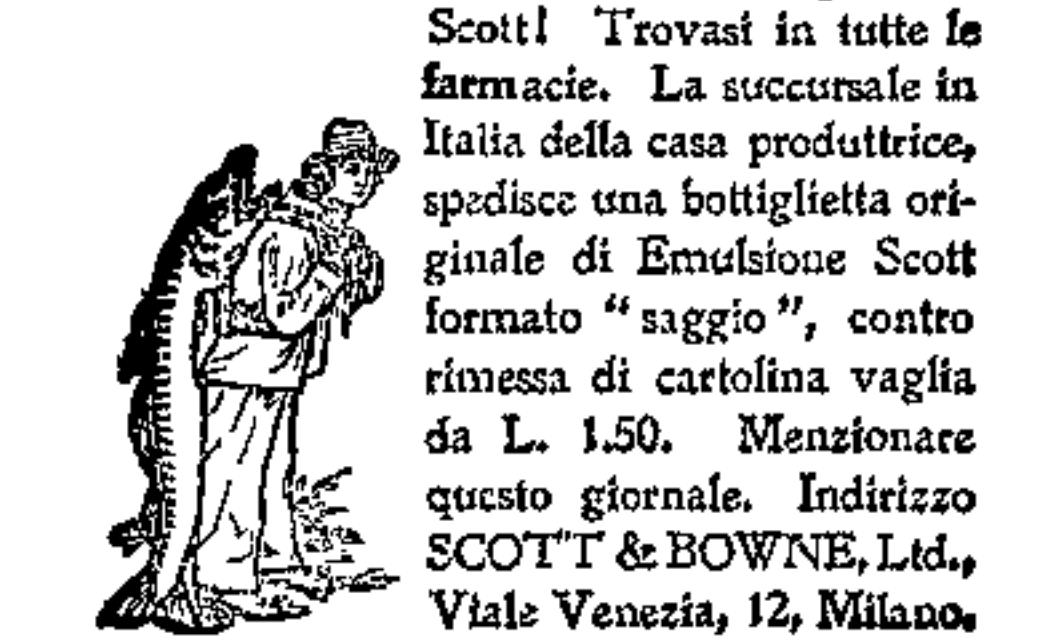 Scott! Trovasi in tutte le
farmacie. La succursale in
Italia della casa produttrice,
spedisce una bottiglietta ori-
ginale di Emulsione Scott
formato "saggio", contro
rimessa di cartolina vaglia
da L. 1.50. Menzionare
questo giornale. Indirizzo
SCOTT & BOWNE, Ltd.,
Viale Venezia, 12, Milano.